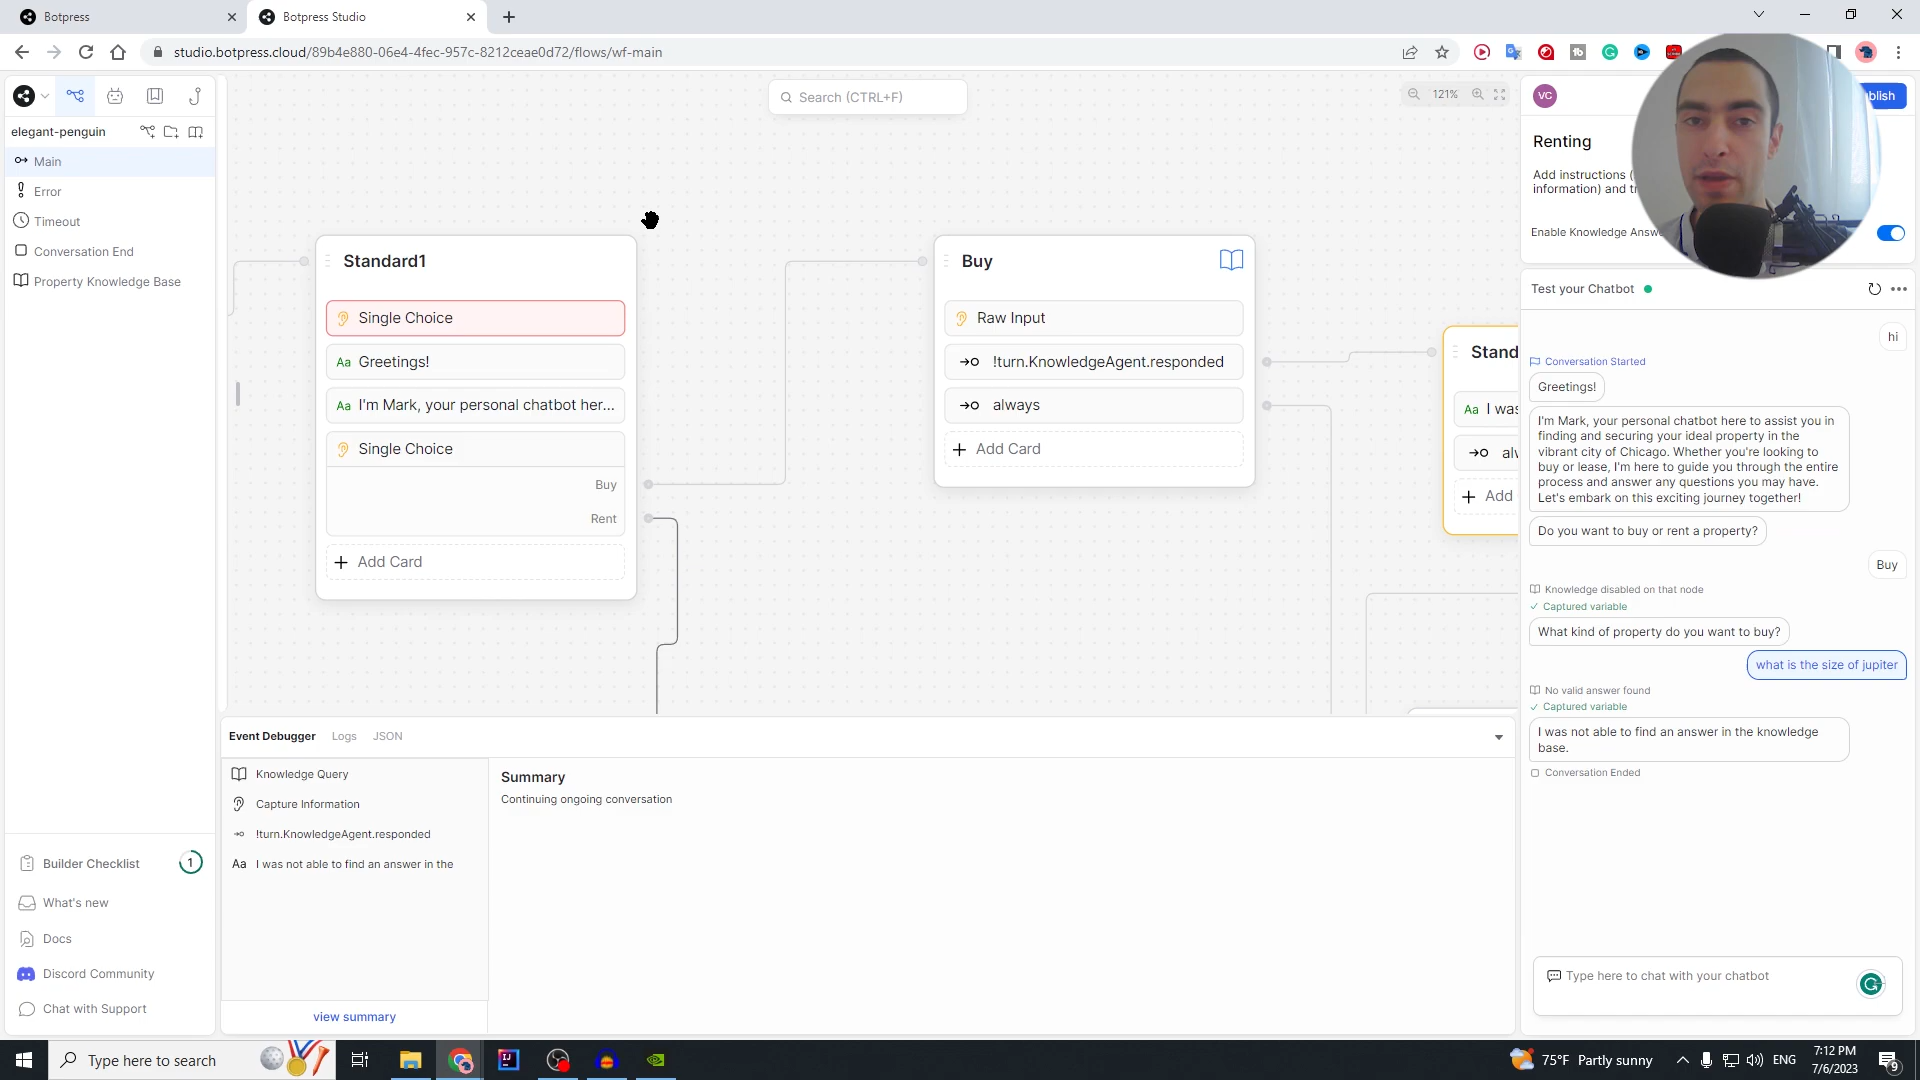 Botpress
Botpress Studio
studio.botpress.cloud/89b4e880-06e4-4fec-957c-8212ceae0d72/flows/wf-main
elegant-penguin
Main
Error
Timeout
Conversation End
Property Knowledge Base
Builder Checklist
1
What's new
Docs
Discord Community
Chat with Support
Search (CTRL+F)
121%
Standard1
Single Choice
Aa Greetings!
Aa I'm Mark, your personal chatbot her...
Single Choice
Buy
Rent
Add Card
Buy
Raw Input
!turn.KnowledgeAgent.responded
always
Add Card
Stand
Aa I was
alw
Add
Event Debugger Logs JSON
Knowledge Query
Capture Information
!turn.KnowledgeAgent.responded
Aa I was not able to find an answer in the
view summary
Summary
Continuing ongoing conversation
VC
blish
Renting
Add instructions (
information) and tr
Enable Knowledge Answ
Test your Chatbot
hi
Conversation Started
Greetings!
I'm Mark, your personal chatbot here to assist you in
finding and securing your ideal property in the
vibrant city of Chicago. Whether you're looking to
buy or lease, I'm here to guide you through the entire
process and answer any questions you may have.
Let's embark on this exciting journey together!
Do you want to buy or rent a property?
Buy
Knowledge disabled on that node
Captured variable
What kind of property do you want to buy?
what is the size of jupiter
No valid answer found
Captured variable
I was not able to find an answer in the knowledge
base.
Conversation Ended
Type here to chat with your chatbot
Type here to search
75°F Partly sunny
ENG
7:12 PM
7/6/2023
9